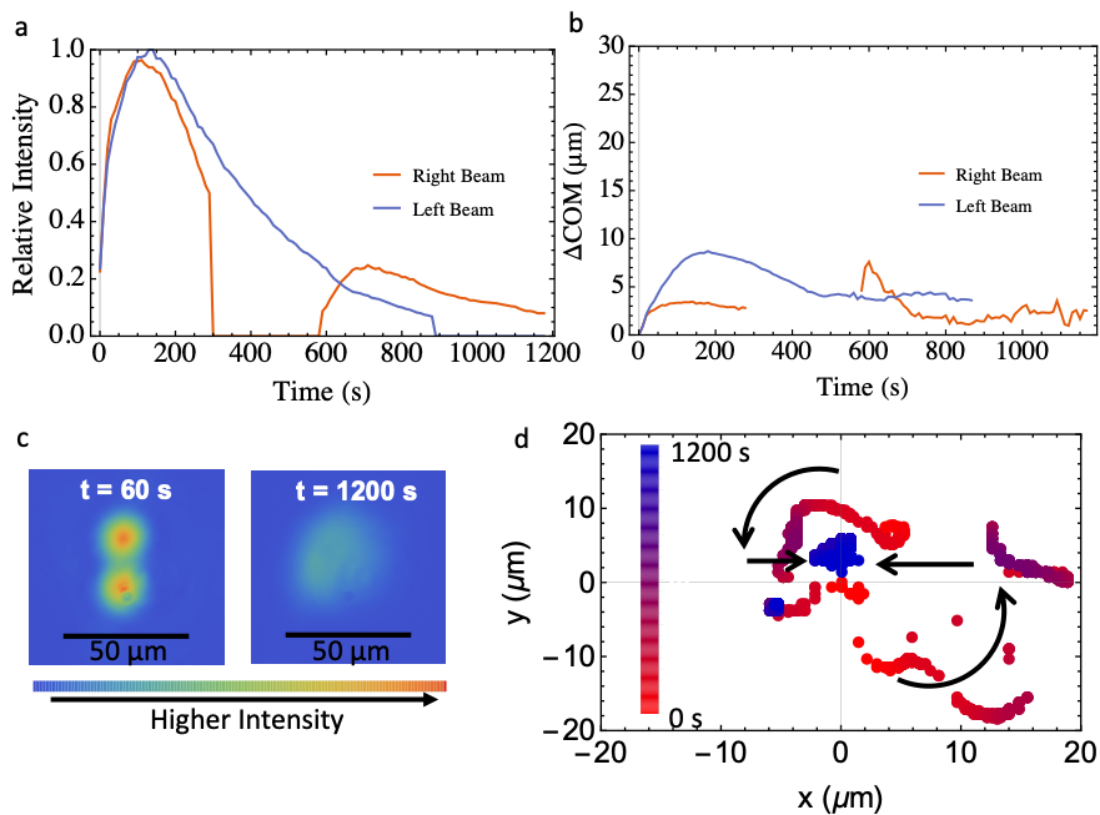 a
1.0
0.8
0.6
0.4
0.2
0.0
Relative Intensity
Right Beam
Left Beam
0 200 400 600 800 1000 1200
Time (s)
b
30
25
20
15
10
5
0
ΔCOM (μm)
Right Beam
Left Beam
0 200 400 600 800 1000
Time (s)
c
t = 60 s
50 μm
t = 1200 s
50 μm
Higher Intensity
d
20
10
0
−10
−20
y (μm)
1200 s
0 s
−20 −10 0 10 20
x (μm)